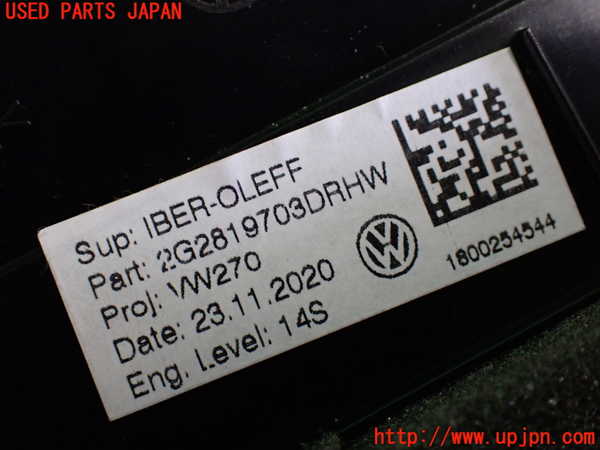 USED PARTS JAPAN
Sup: IBER-OLEFF
Part: 2G2819703DRHW
Proj: VW270
Date: 23.11.2020
Eng. Level: 14S
1800254544
http://www.upjpn.com/